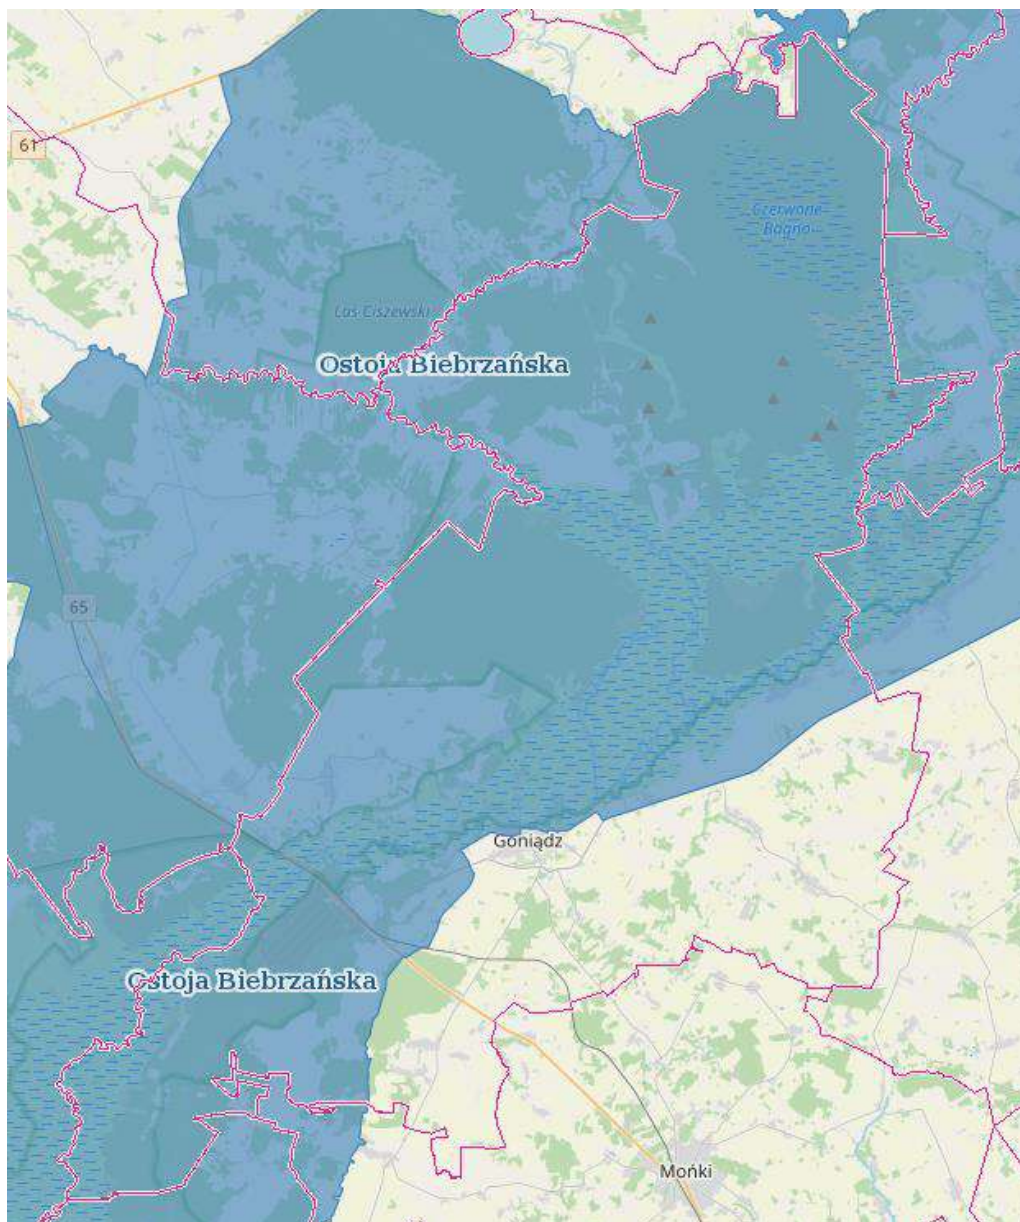 61
Czerwone
Bagno
Las Ciszewski
Ostoja Biebrzańska
65
Goniądz
Ostoja Biebrzańska
Mońki